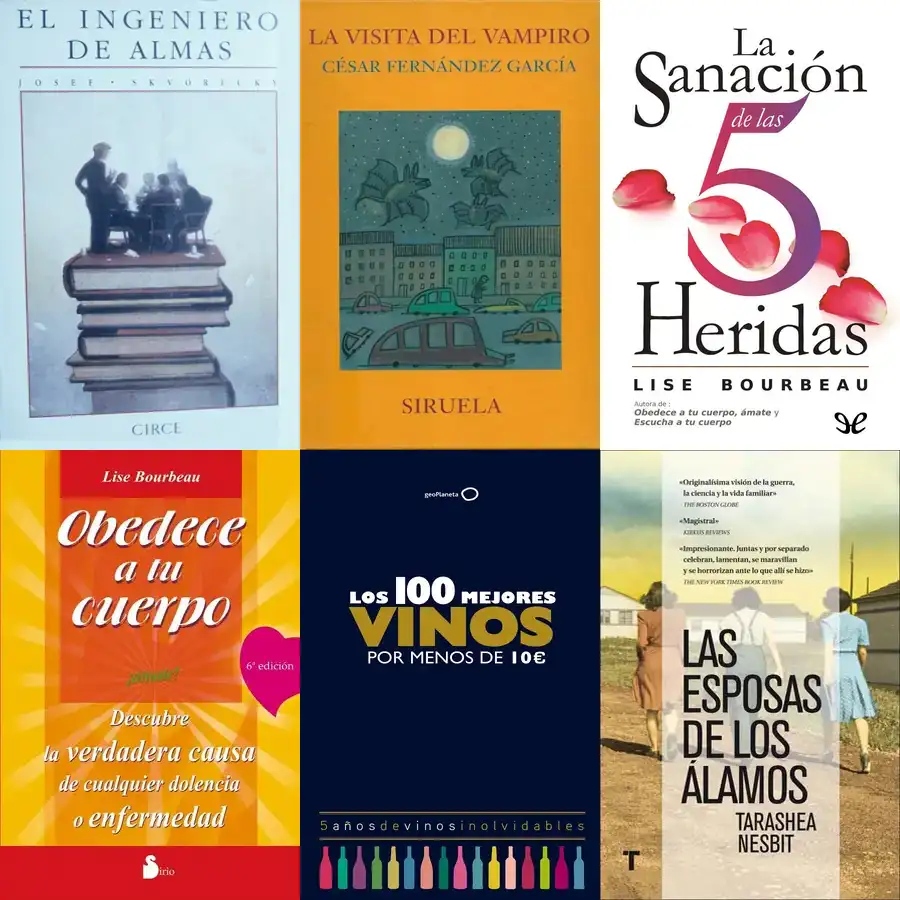 EL INGENIERO
DE ALMAS
JOSEF · SKVORECKY
CIRCE
LA VISITA DEL VAMPIRO
CÉSAR FERNÁNDEZ GARCÍA
SIRUELA
La
Sanación
de las
5
Heridas
LISE BOURBEAU
Autora de :
Obedece a tu cuerpo, ámate y
Escucha a tu cuerpo
Lise Bourbeau
Obedece
a tu
cuerpo
¡ámate!
6ª edición
Descubre
la verdadera causa
de cualquier dolencia
o enfermedad
Sirio
geoPlaneta
LOS 100 MEJORES
VINOS
POR MENOS DE 10€
5añosdevinosinolvidables
«Originalísima visión de la guerra,
la ciencia y la vida familiar»
THE BOSTON GLOBE
«Magistral»
KIRKUS REVIEWS
«Impresionante. Juntas y por separado
celebran, lamentan, se maravillan
y se horrorizan ante lo que allí se hizo»
THE NEW YORK TIMES BOOK REVIEW
LAS
ESPOSAS
DE LOS
ÁLAMOS
TARASHEA
NESBIT
T